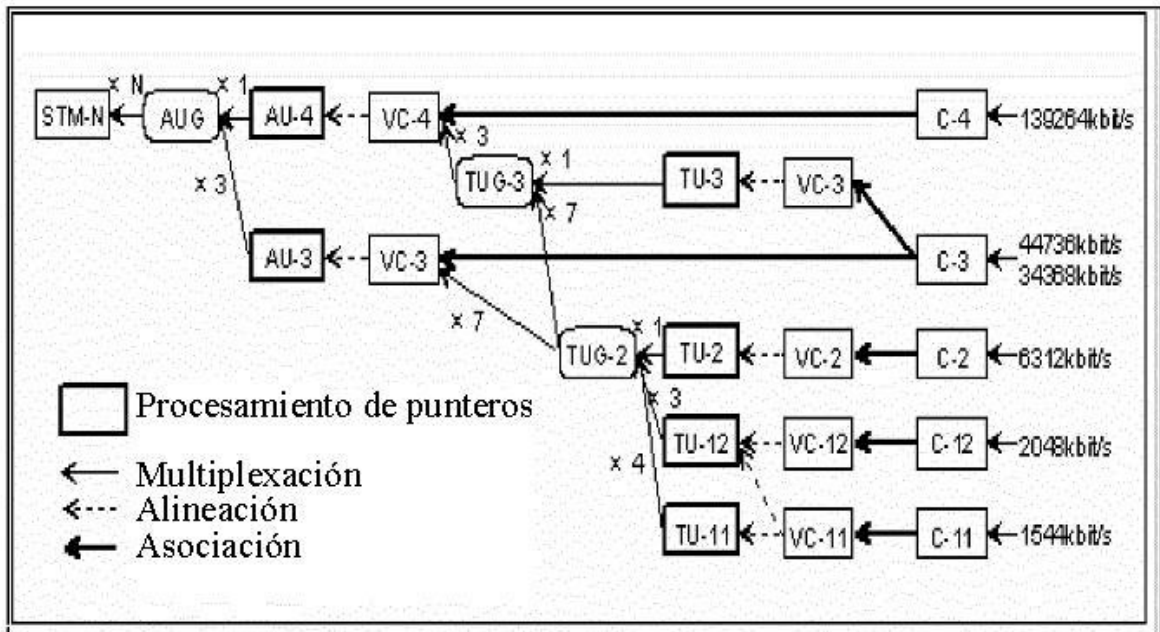 x N
x 1
STM-N
AUG
AU-4
VC-4
C-4
139264kbit/s
x 3
x 1
TUG-3
TU-3
VC-3
x 3
x 7
AU-3
VC-3
C-3
44736kbit/s
34368kbit/s
x 7
x 1
TUG-2
TU-2
VC-2
C-2
6312kbit/s
x 3
Procesamiento de punteros
TU-12
VC-12
C-12
2048kbit/s
x 4
Multiplexación
Alineación
TU-11
VC-11
C-11
1544kbit/s
Asociación